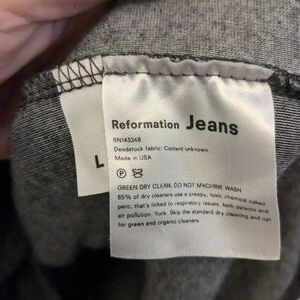 Reformation Jeans
RN143248
Deadstock fabric: Content unknown.
Made in USA
L
P
GREEN DRY CLEAN, DO NOT MACHINE WASH
85% of dry cleaners use a creepy, toxic chemical called
perc, that's linked to respiratory issues, both defects and
air pollution. Yuck. Skip the standard dry cleaning and opt
for green and organic cleaners.